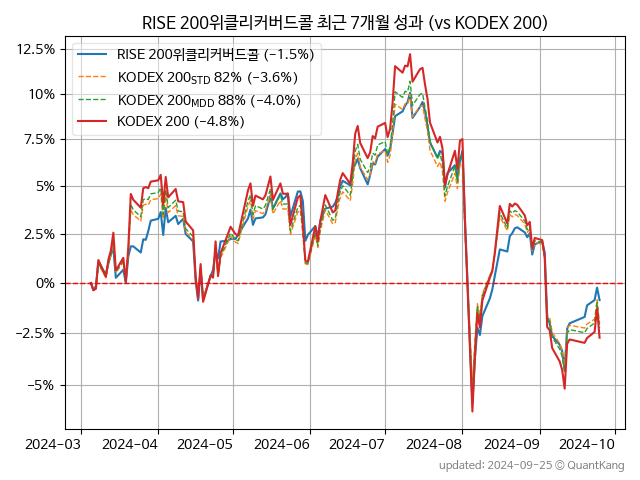 RISE 200위클리커버드콜 최근 7개월 성과 (vs KODEX 200)
12.5%
10%
7.5%
5%
2.5%
0%
−2.5%
−5%
RISE 200위클리커버드콜 (−1.5%)
KODEX 200STD 82% (−3.6%)
KODEX 200MDD 88% (−4.0%)
KODEX 200 (−4.8%)
2024-03 2024-04 2024-05 2024-06 2024-07 2024-08 2024-09 2024-10
updated: 2024-09-25 © QuantKang